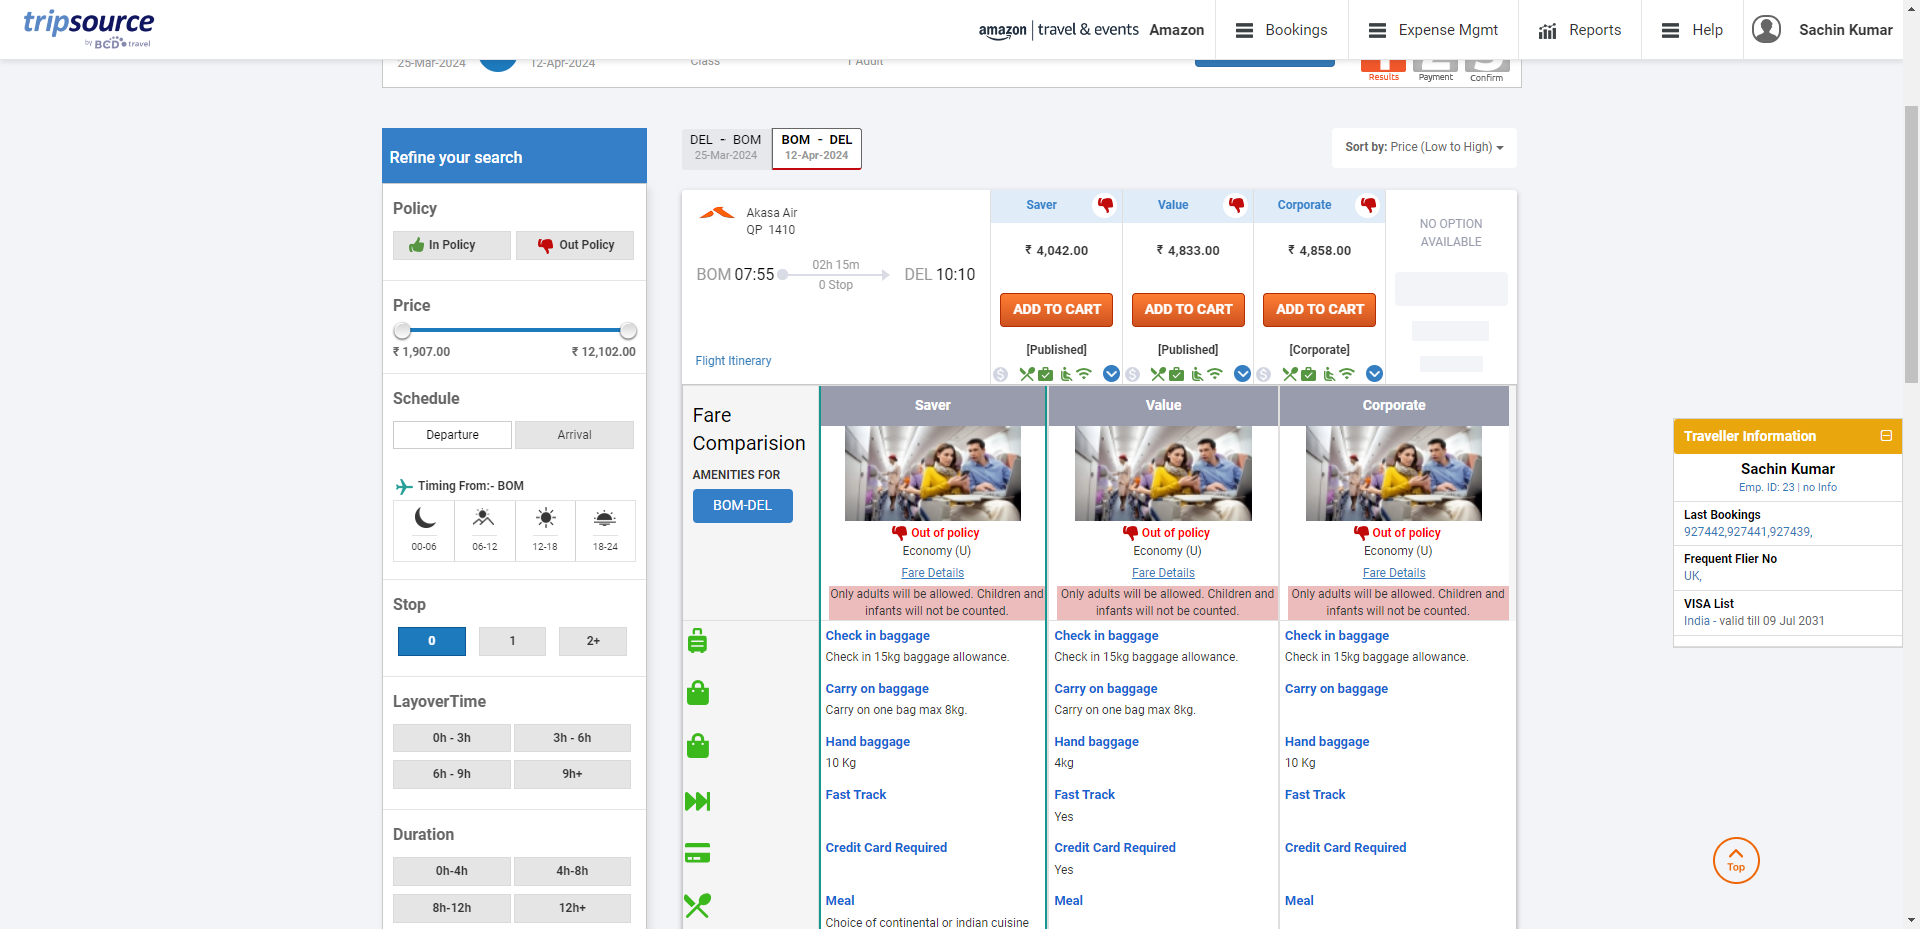 tripsource
by BCD travel
amazon travel & events Amazon
Bookings
Expense Mgmt
Reports
Help
Sachin Kumar
25-Mar-2024
12-Apr-2024
Class
1 Adult
Results
Payment
Confirm
Refine your search
Policy
In Policy
Out Policy
Price
₹ 1,907.00
₹ 12,102.00
Schedule
Departure
Arrival
Timing From:- BOM
00-06
06-12
12-18
18-24
Stop
0
1
2+
LayoverTime
0h - 3h
3h - 6h
6h - 9h
9h+
Duration
0h-4h
4h-8h
8h-12h
12h+
DEL - BOM
25-Mar-2024
BOM - DEL
12-Apr-2024
Sort by: Price (Low to High)
Akasa Air
QP 1410
BOM 07:55
02h 15m
0 Stop
DEL 10:10
Flight Itinerary
Saver
₹ 4,042.00
ADD TO CART
[Published]
Value
₹ 4,833.00
ADD TO CART
[Published]
Corporate
₹ 4,858.00
ADD TO CART
[Corporate]
NO OPTION
AVAILABLE
Fare
Comparision
AMENITIES FOR
BOM-DEL
Saver
Out of policy
Economy (U)
Fare Details
Only adults will be allowed. Children and
infants will not be counted.
Check in baggage
Check in 15kg baggage allowance.
Carry on baggage
Carry on one bag max 8kg.
Hand baggage
10 Kg
Fast Track
Credit Card Required
Meal
Choice of continental or indian cuisine
Value
Out of policy
Economy (U)
Fare Details
Only adults will be allowed. Children and
infants will not be counted.
Check in baggage
Check in 15kg baggage allowance.
Carry on baggage
Carry on one bag max 8kg.
Hand baggage
4kg
Fast Track
Yes
Credit Card Required
Yes
Meal
Corporate
Out of policy
Economy (U)
Fare Details
Only adults will be allowed. Children and
infants will not be counted.
Check in baggage
Check in 15kg baggage allowance.
Carry on baggage
Hand baggage
10 Kg
Fast Track
Credit Card Required
Meal
Traveller Information
Sachin Kumar
Emp. ID: 23 | no Info
Last Bookings
927442,927441,927439,
Frequent Flier No
UK,
VISA List
India - valid till 09 Jul 2031
Top